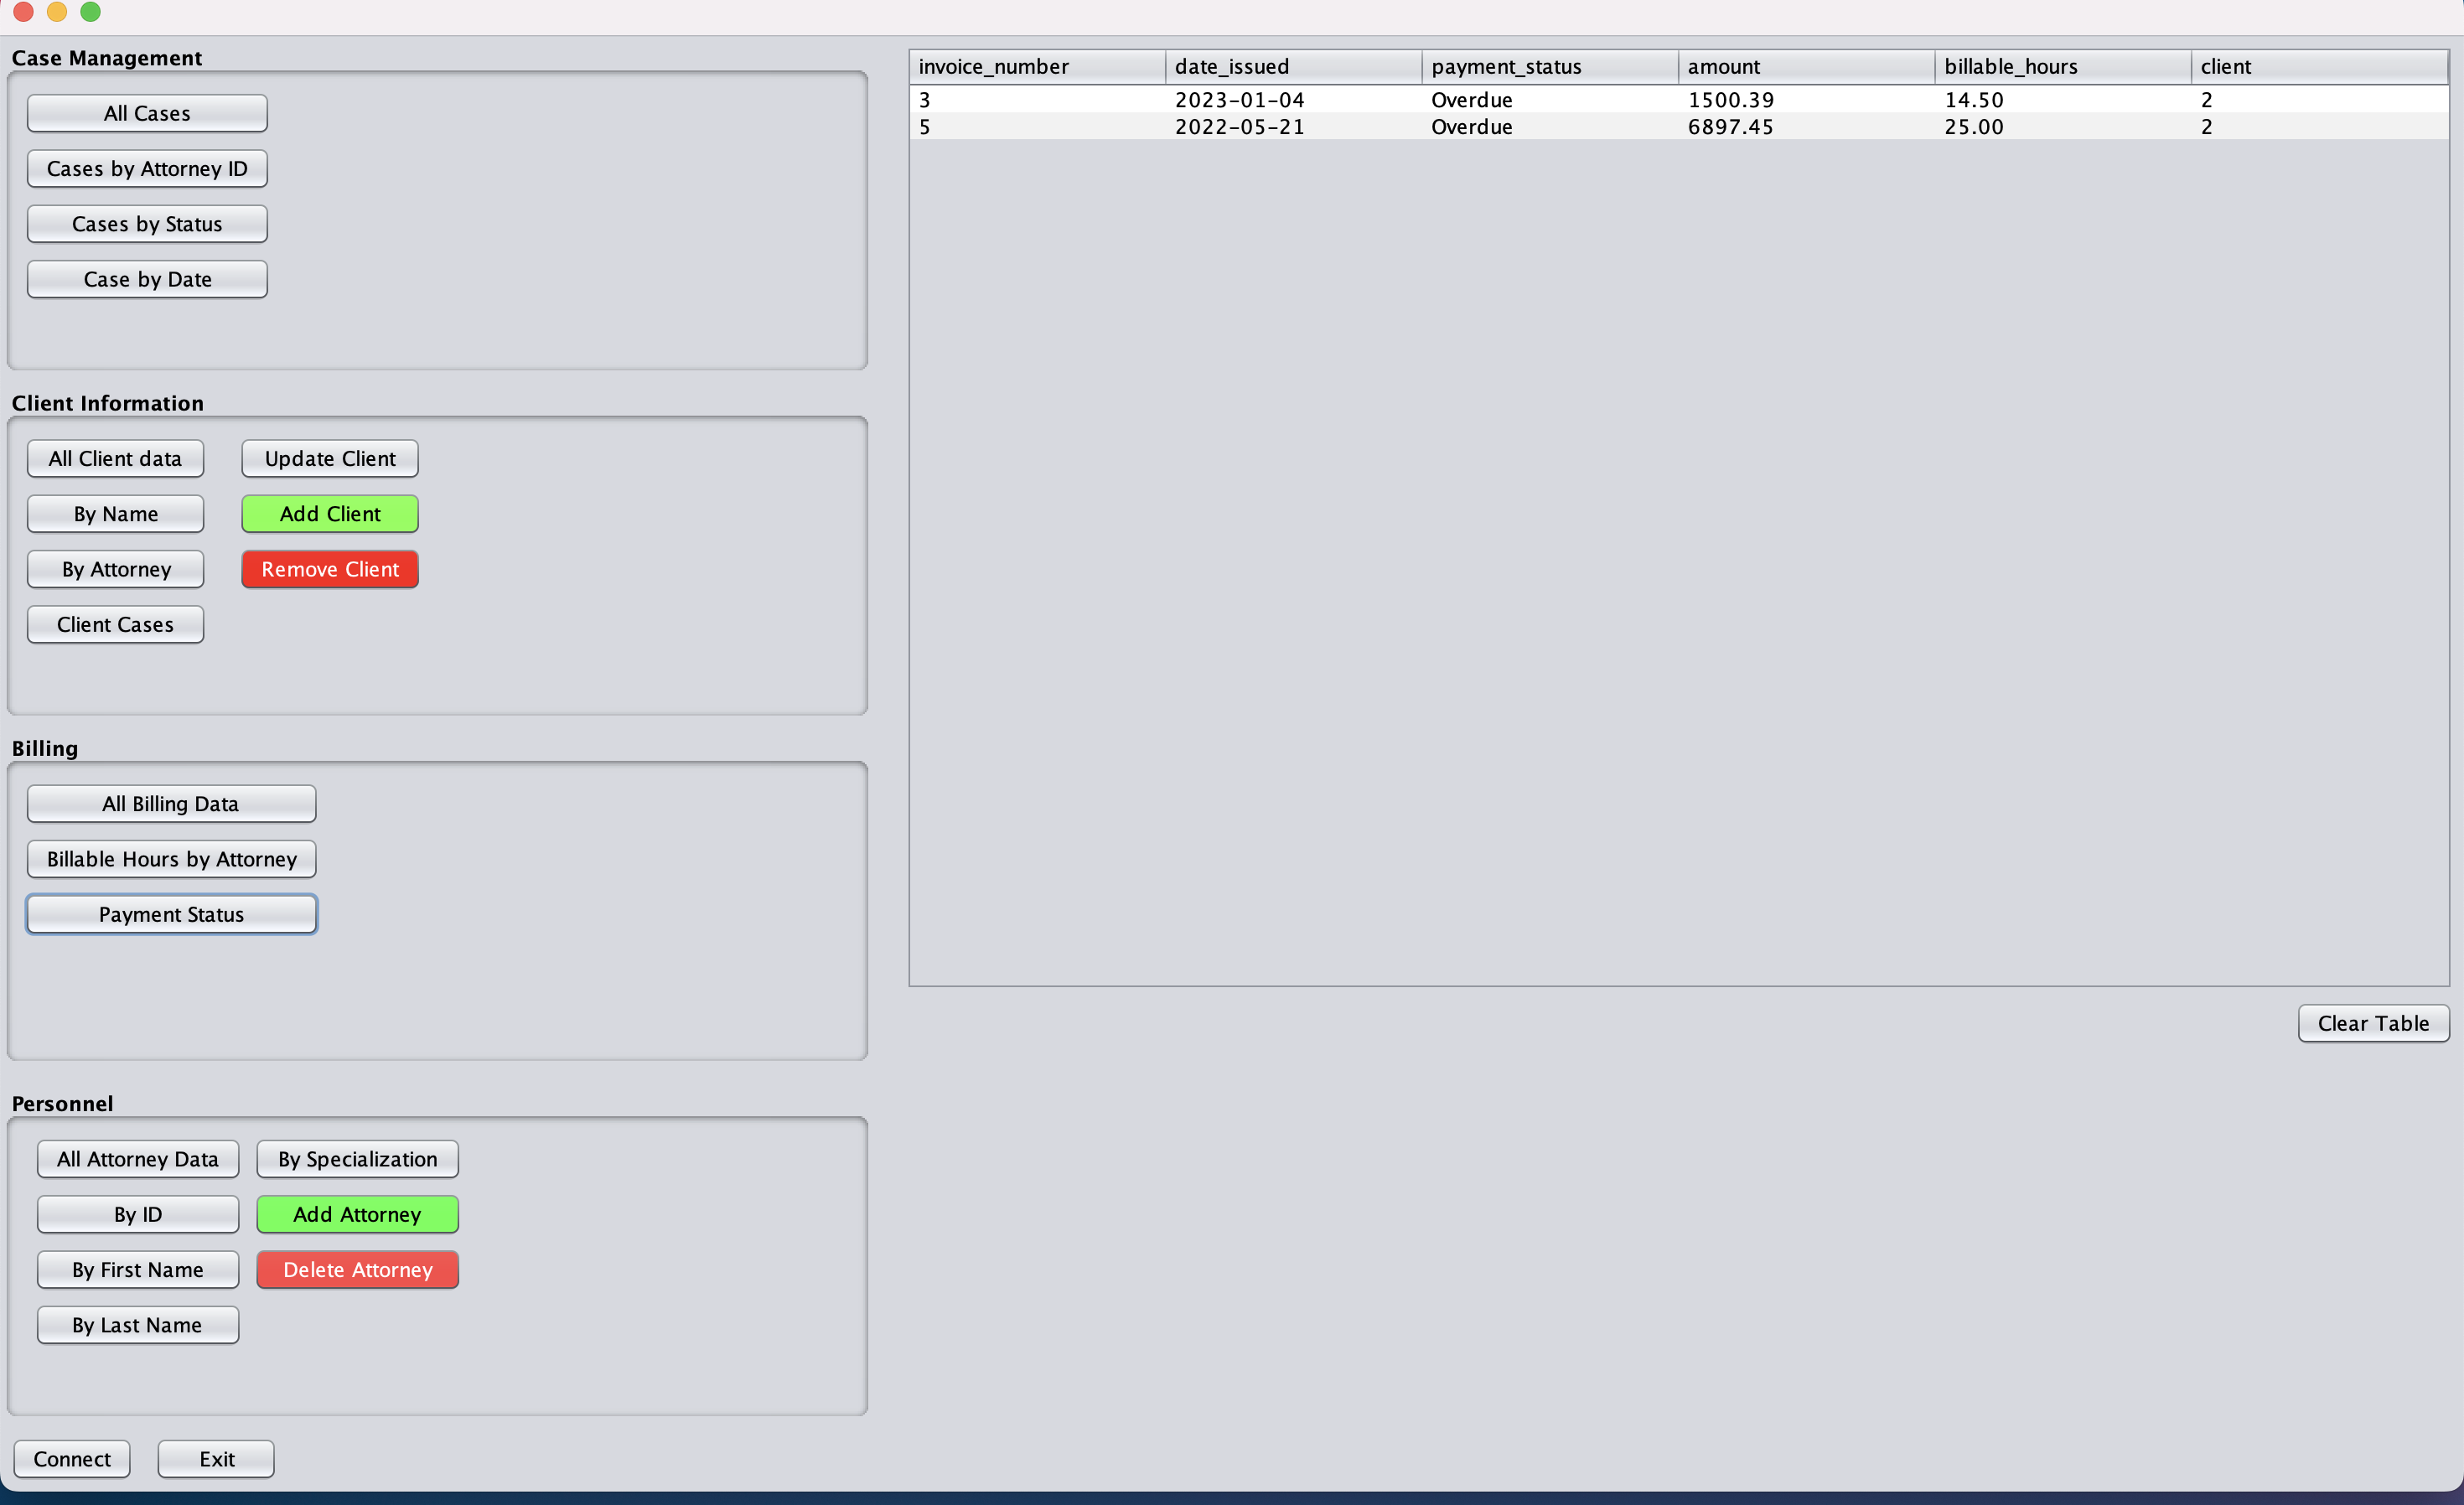 Case Management
All Cases
Cases by Attorney ID
Cases by Status
Case by Date
Client Information
All Client data
Update Client
By Name
Add Client
By Attorney
Remove Client
Client Cases
Billing
All Billing Data
Billable Hours by Attorney
Payment Status
Personnel
All Attorney Data
By Specialization
By ID
Add Attorney
By First Name
Delete Attorney
By Last Name
Connect
Exit
invoice_number date_issued payment_status amount billable_hours client
3 2023-01-04 Overdue 1500.39 14.50 2
5 2022-05-21 Overdue 6897.45 25.00 2
Clear Table